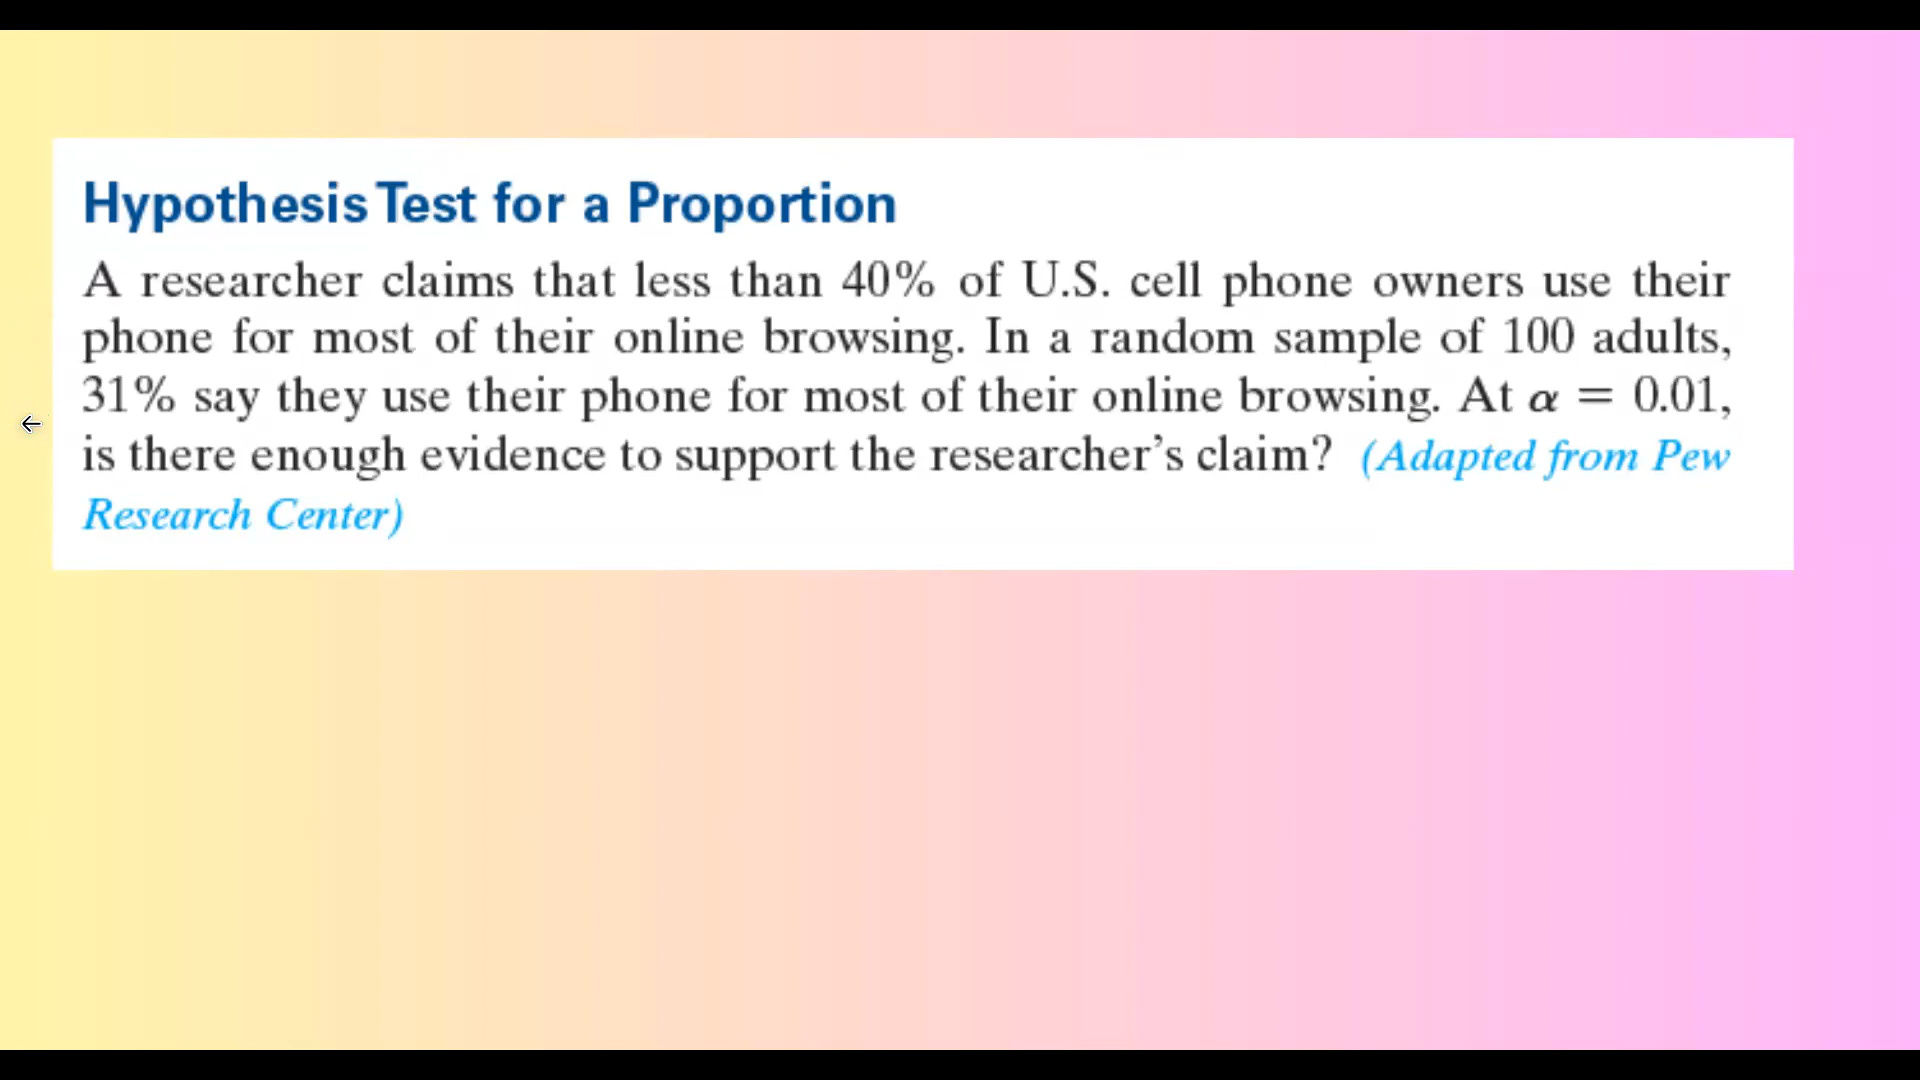 Hypothesis Test for a Proportion
A researcher claims that less than 40% of U.S. cell phone owners use their
phone for most of their online browsing. In a random sample of 100 adults,
31% say they use their phone for most of their online browsing. At α = 0.01,
is there enough evidence to support the researcher’s claim? (Adapted from Pew
Research Center)